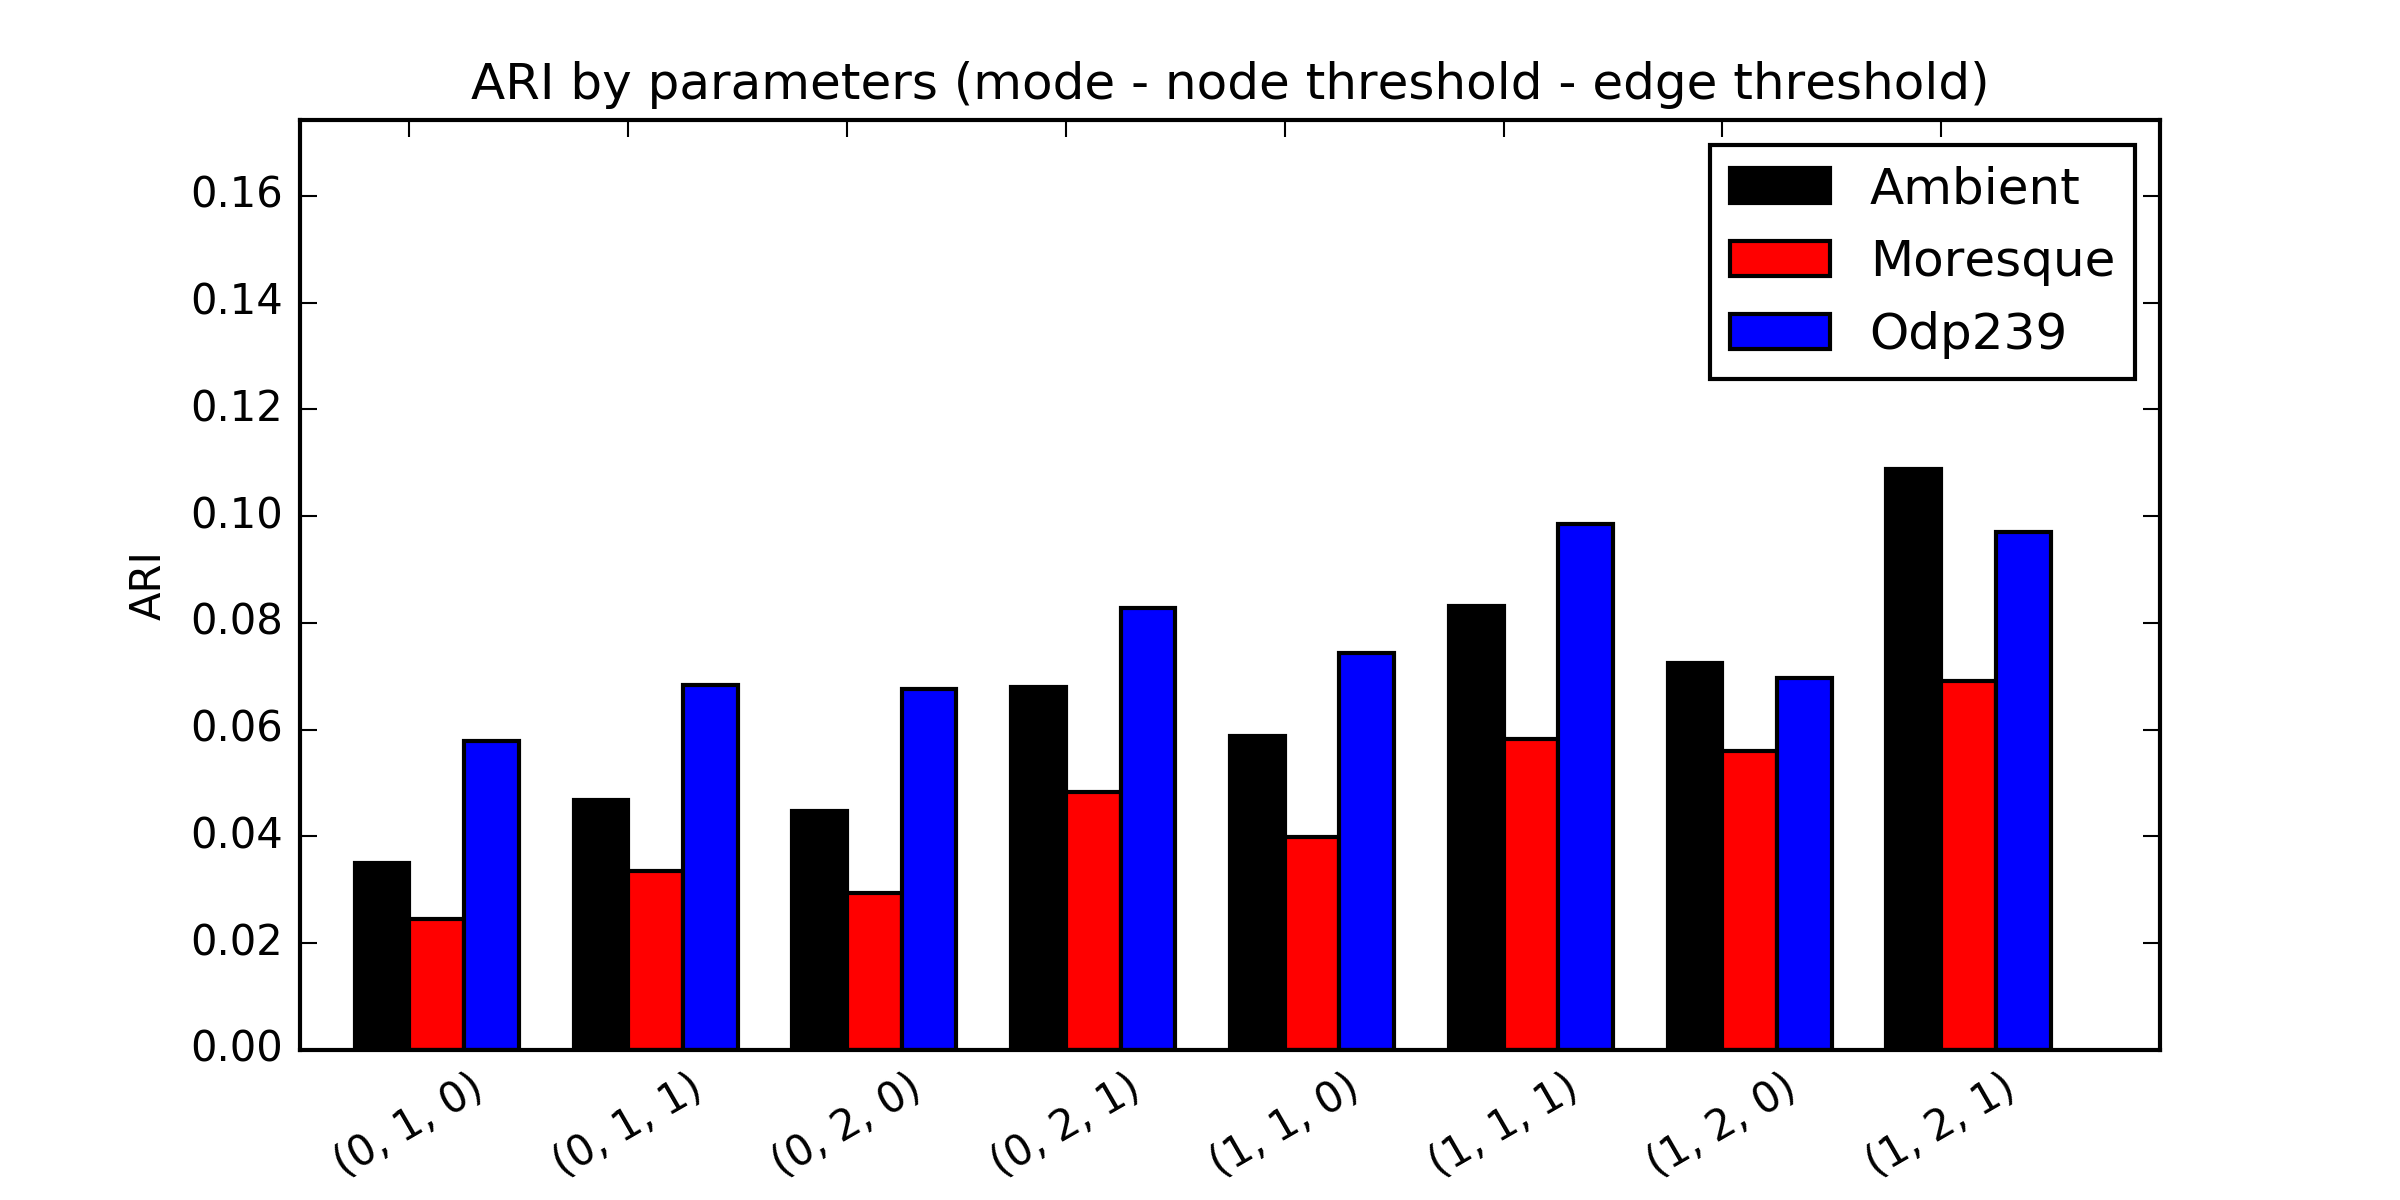 ARI by parameters (mode - node threshold - edge threshold)
Ambient
Moresque
Odp239
ARI
0.16
0.14
0.12
0.10
0.08
0.06
0.04
0.02
0.00
(0, 1, 0)
(0, 1, 1)
(0, 2, 0)
(0, 2, 1)
(1, 1, 0)
(1, 1, 1)
(1, 2, 0)
(1, 2, 1)